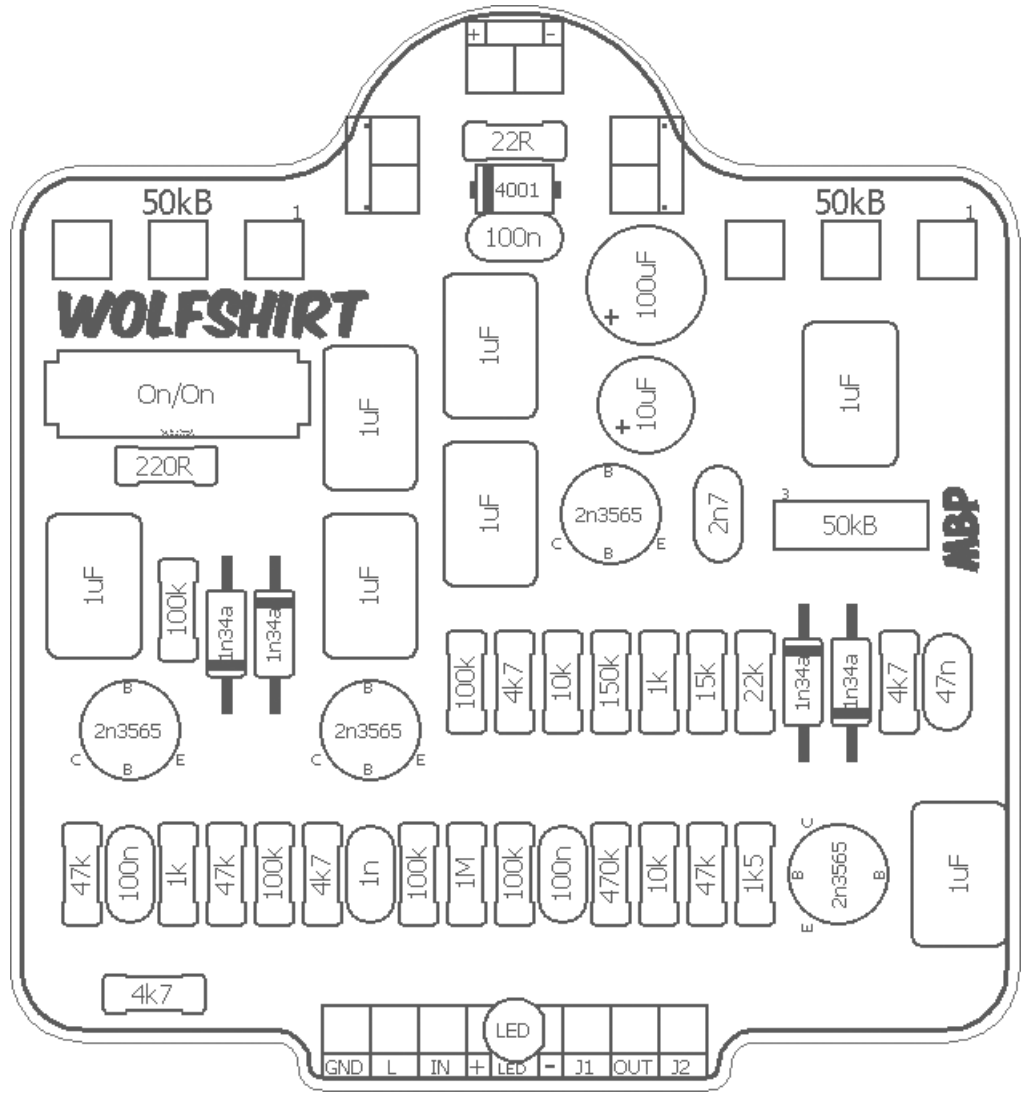 + -
22R
4001
50kB
1
50kB
1
100n
100uF
+
WOLFSHIRT
1uF
1uF
10uF
+
1uF
On/On
220R
1uF
B
2n3565
C B E
2n7
3
50kB
MBP
1uF
100k
1n34a
1n34a
1uF
100k
4k7
10k
150k
1k
15k
22k
1n34a
1n34a
4k7
47n
B
2n3565
C B E
B
2n3565
C B E
47k
100n
1k
47k
100k
4k7
1n
100k
1M
100k
100n
470k
10k
47k
1k5
C
B 2n3565 B
E
1uF
4k7
LED
GND L IN + LED - J1 OUT J2